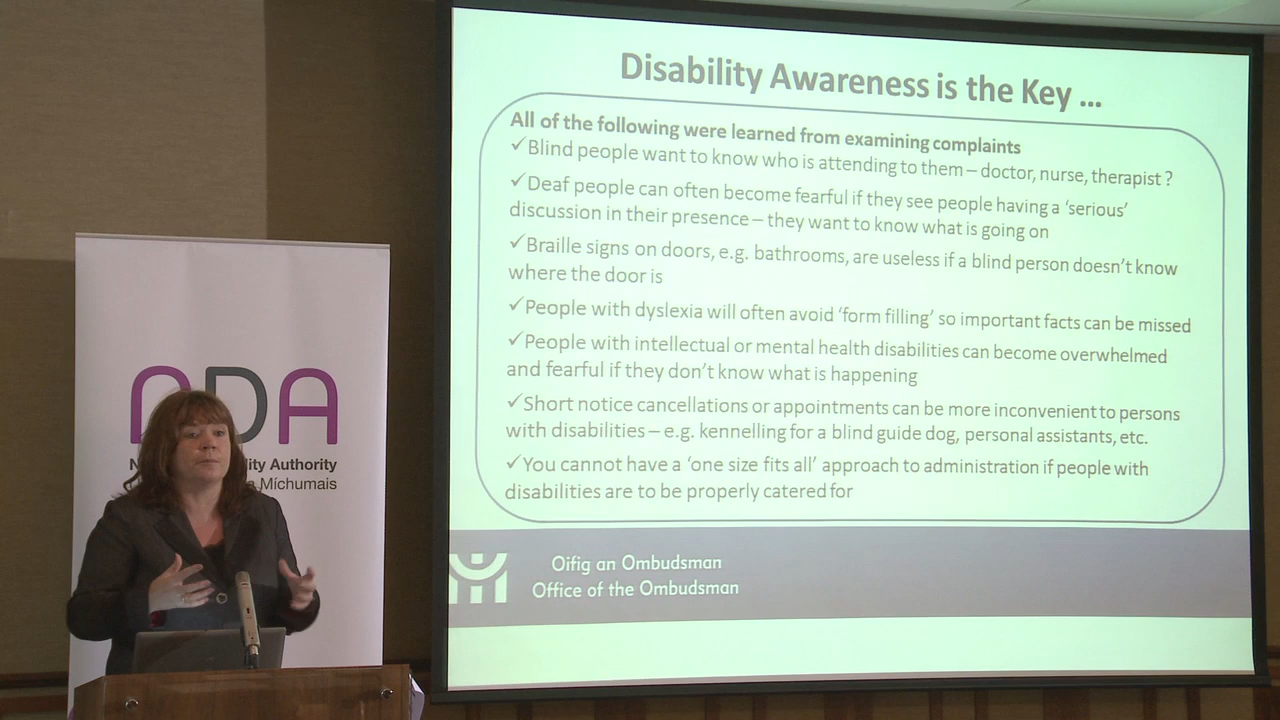 Disability Awareness is the Key ...
All of the following were learned from examining complaints
✓Blind people want to know who is attending to them – doctor, nurse, therapist ?
✓Deaf people can often become fearful if they see people having a ‘serious’
discussion in their presence – they want to know what is going on
✓Braille signs on doors, e.g. bathrooms, are useless if a blind person doesn’t know
where the door is
✓People with dyslexia will often avoid ‘form filling’ so important facts can be missed
✓People with intellectual or mental health disabilities can become overwhelmed
and fearful if they don’t know what is happening
✓Short notice cancellations or appointments can be more inconvenient to persons
with disabilities – e.g. kennelling for a blind guide dog, personal assistants, etc.
✓You cannot have a ‘one size fits all’ approach to administration if people with
disabilities are to be properly catered for
Oifig an Ombudsman
Office of the Ombudsman
NDA
Authority
Míchumais